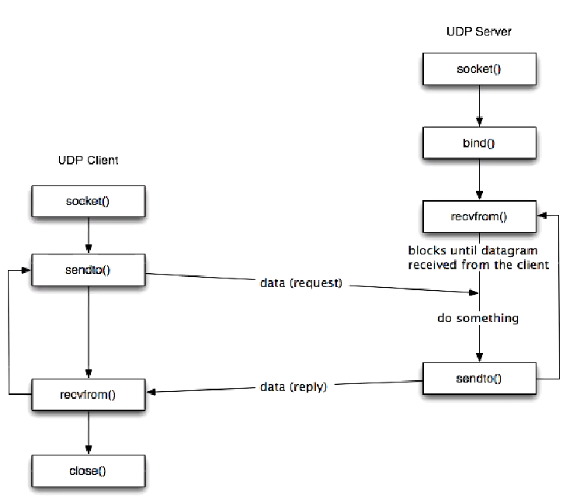 UDP Server
socket()
bind()
UDP Client
socket()
recvfrom()
blocks until datagram
received from the client
sendto()
data (request)
do something
sendto()
data (reply)
recvfrom()
close()